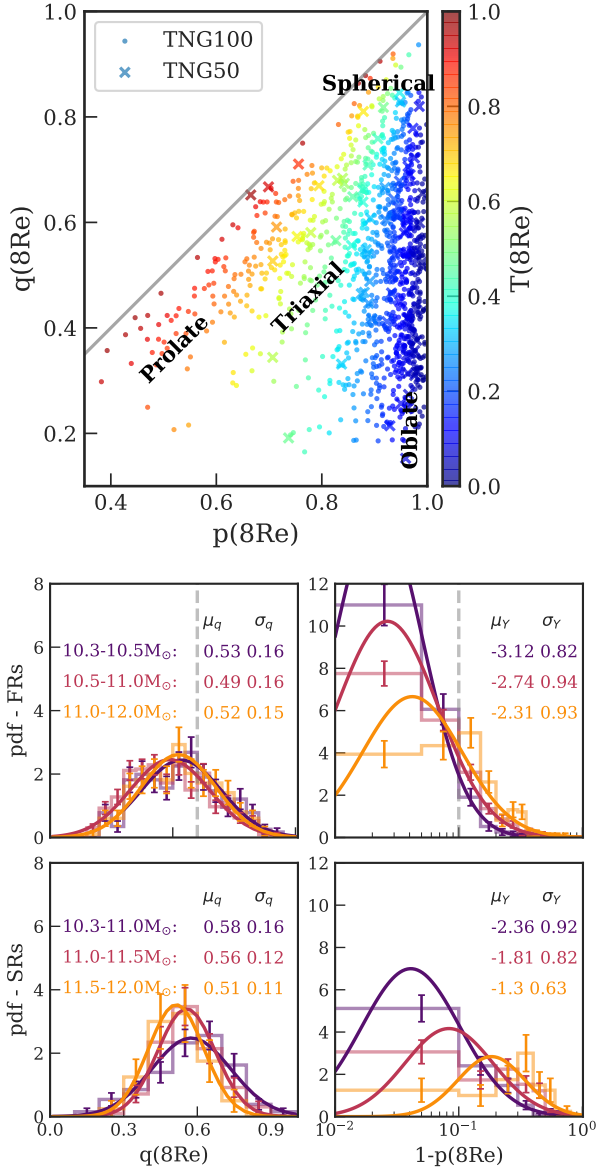 TNG100
TNG50
Spherical
Triaxial
Prolate
Oblate
1.0
0.8
0.6
0.4
0.2
q(8Re)
0.4 0.6 0.8 1.0
p(8Re)
1.0
0.8
0.6
0.4
0.2
0.0
T(8Re)
8
6
4
2
0
pdf - FRs
μq σq
10.3-10.5M⊙: 0.53 0.16
10.5-11.0M⊙: 0.49 0.16
11.0-12.0M⊙: 0.52 0.15
12
10
8
6
4
2
0
μY σY
-3.12 0.82
-2.74 0.94
-2.31 0.93
8
6
4
2
0
pdf - SRs
μq σq
10.3-11.0M⊙: 0.58 0.16
11.0-11.5M⊙: 0.56 0.12
11.5-12.0M⊙: 0.51 0.11
0.0 0.3 0.6 0.9
q(8Re)
12
10
8
6
4
2
0
μY σY
-2.36 0.92
-1.81 0.82
-1.3 0.63
10⁻² 10⁻¹ 10⁰
1-p(8Re)